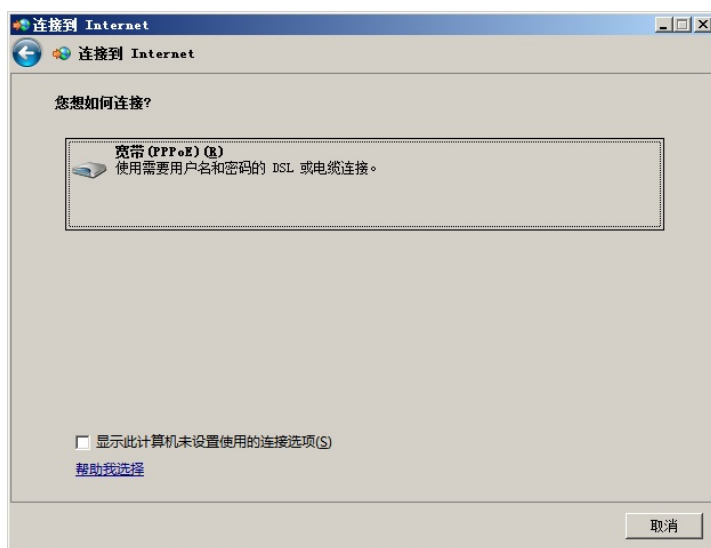 连接到 Internet
连接到 Internet
您想如何连接?
宽带(PPPoE)(R)
使用需要用户名和密码的 DSL 或电缆连接。
显示此计算机未设置使用的连接选项(S)
帮助我选择
取消